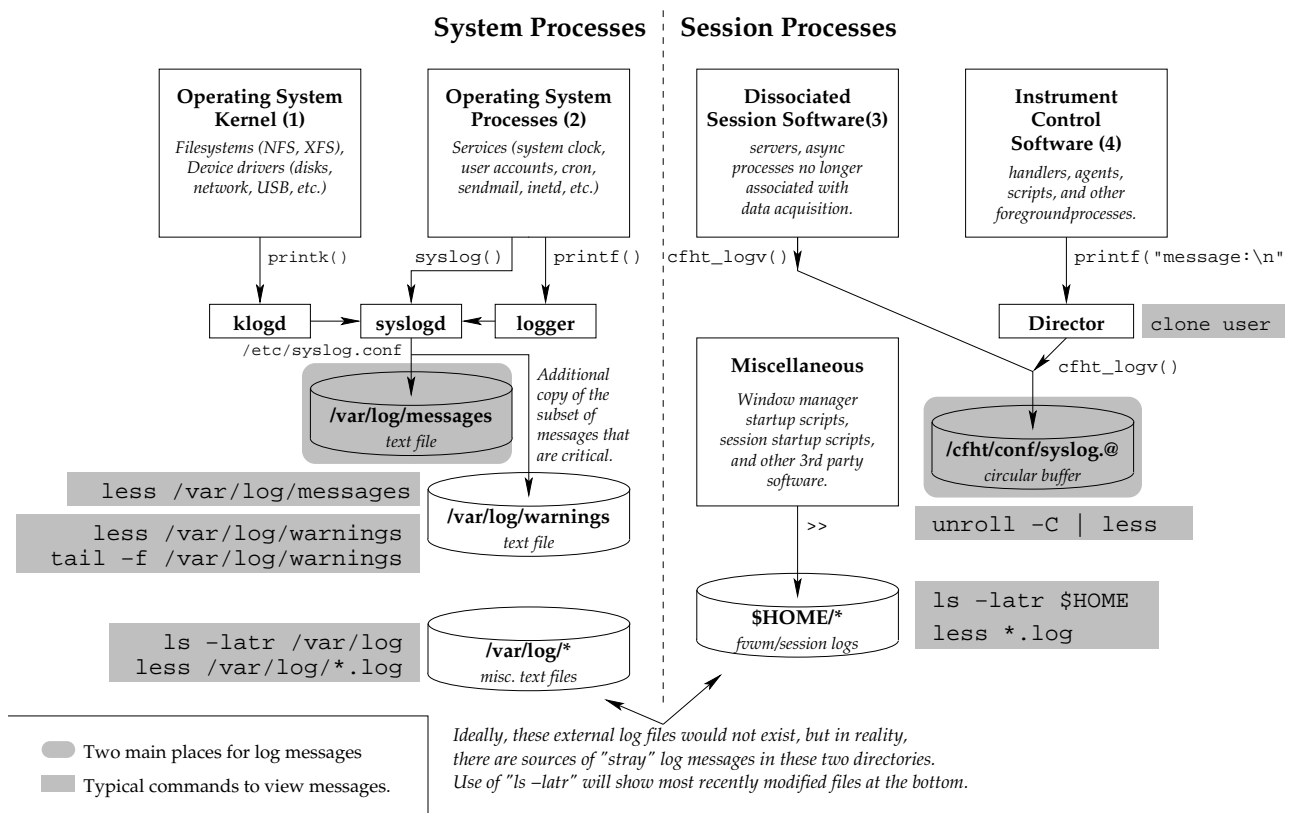 System Processes
Session Processes
Operating System
Kernel (1)
Filesystems (NFS, XFS),
Device drivers (disks,
network, USB, etc.)
Operating System
Processes (2)
Services (system clock,
user accounts, cron,
sendmail, inetd, etc.)
Dissociated
Session Software(3)
servers, async
processes no longer
associated with
data acquisition.
Instrument
Control
Software (4)
handlers, agents,
scripts, and other
foregroundprocesses.
printk()
syslog()
printf()
cfht_logv()
printf("message:\n"
klogd
syslogd
logger
Director
clone user
/etc/syslog.conf
cfht_logv()
/var/log/messages
text file
Additional
copy of the
subset of
messages that
are critical.
Miscellaneous
Window manager
startup scripts,
session startup scripts,
and other 3rd party
software.
/cfht/conf/syslog.@
circular buffer
less /var/log/messages
less /var/log/warnings
tail −f /var/log/warnings
/var/log/warnings
text file
>>
unroll −C | less
ls −latr /var/log
less /var/log/*.log
/var/log/*
misc. text files
$HOME/*
fvwm/session logs
ls −latr $HOME
less *.log
Two main places for log messages
Typical commands to view messages.
Ideally, these external log files would not exist, but in reality,
there are sources of "stray" log messages in these two directories.
Use of "ls −latr" will show most recently modified files at the bottom.